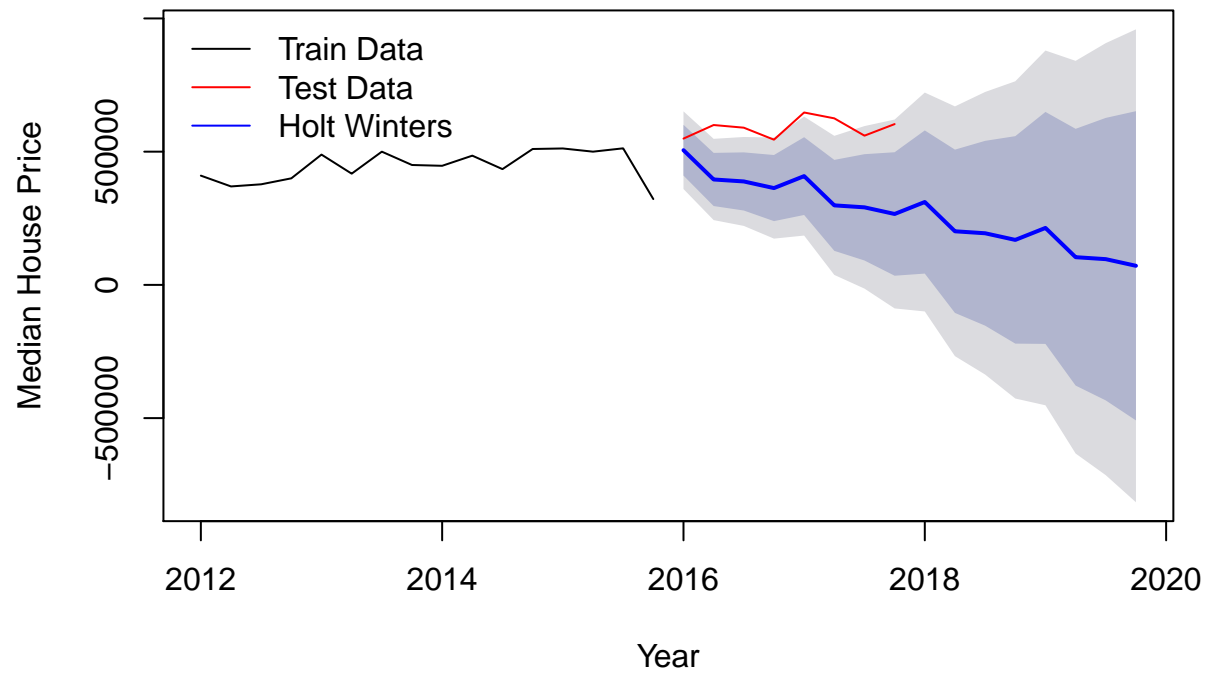 Train Data
Test Data
Holt Winters
Median House Price
500000
0
−500000
2012 2014 2016 2018 2020
Year